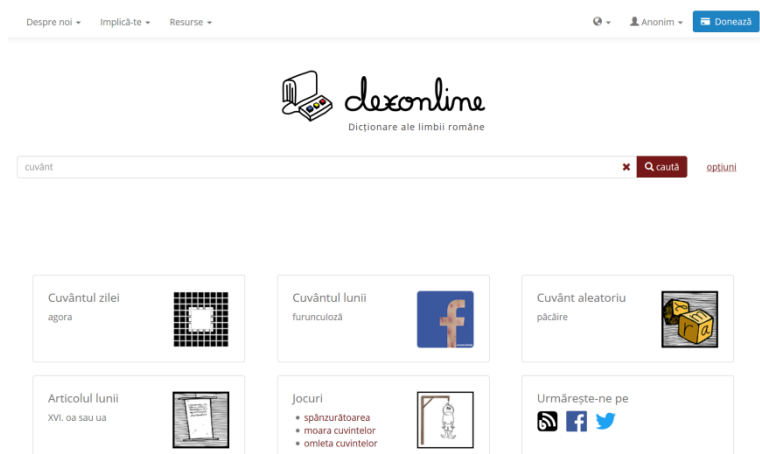 Despre noi
Implică-te
Resurse
Anonim
Donează
dexonline
Dicționare ale limbii române
cuvânt
caută
opțiuni
Cuvântul zilei
agora
Cuvântul lunii
furunculoză
Cuvânt aleatoriu
păcăire
Articolul lunii
XVI. oa sau ua
Jocuri
spânzurătoarea
moara cuvintelor
omleta cuvintelor
Urmărește-ne pe